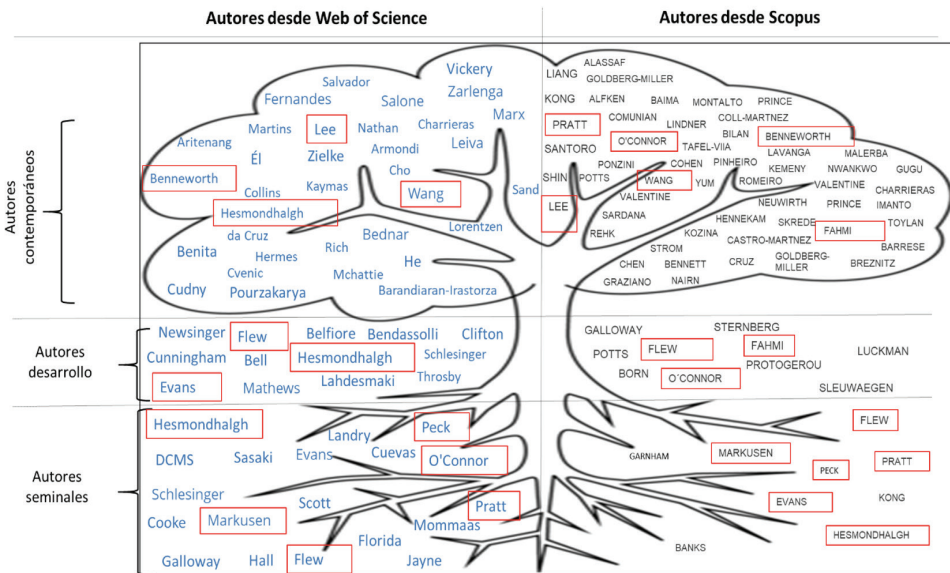 Autores desde Web of Science
Autores desde Scopus
Autores contemporáneos
Vickery
Salvador
Zarlenga
Fernandes
Salone
Marx
Martins
Lee
Nathan
Charrieras
Aritenang
Armondi
Leiva
Él
Zielke
Cho
Benneworth
Collins
Kaymas
Wang
Sand
Hesmondhalgh
Lorentzen
da Cruz
Rich
Bednar
Benita
Hermes
He
Cvenic
Mchattie
Cudny
Pourzakarya
Barandiaran-Irastorza
ALASSAF
LIANG
GOLDBERG-MILLER
KONG
ALFKEN
BAIMA
MONTALTO
PRINCE
COMUNIAN
COLL-MARTNEZ
PRATT
LINDNER
O'CONNOR
BILAN
BENNEWORTH
SANTORO
TAFEL-VIIA
LAVANGA
MALERBA
PONZINI
COHEN
PINHEIRO
KEMENY
NWANKWO
GUGU
SHIN
POTTS
WANG
YUM
ROMEIRO
VALENTINE
CHARRIERAS
VALENTINE
NEUWIRTH
PRINCE
IMANTO
LEE
SARDANA
HENNEKAM
SKREDE
TOYLAN
REHK
KOZINA
FAHMI
STROM
CASTRO-MARTNEZ
BARRESE
CHEN
BENNETT
CRUZ
GOLDBERG-
MILLER
BREZNITZ
GRAZIANO
NAIRN
Autores
desarrollo
Newsinger
Flew
Belfiore
Bendassolli
Clifton
Cunningham
Bell
Hesmondhalgh
Schlesinger
Evans
Mathews
Lahdesmaki
Throsby
GALLOWAY
STERNBERG
POTTS
FLEW
FAHMI
LUCKMAN
PROTOGEROU
BORN
O´CONNOR
SLEUWAEGEN
Autores
seminales
Hesmondhalgh
Landry
Peck
DCMS
Sasaki
Evans
Cuevas
O'Connor
Schlesinger
Scott
Pratt
Cooke
Markusen
Mommaas
Florida
Galloway
Hall
Flew
Jayne
FLEW
GARNHAM
MARKUSEN
PECK
PRATT
EVANS
KONG
HESMONDHALGH
BANKS